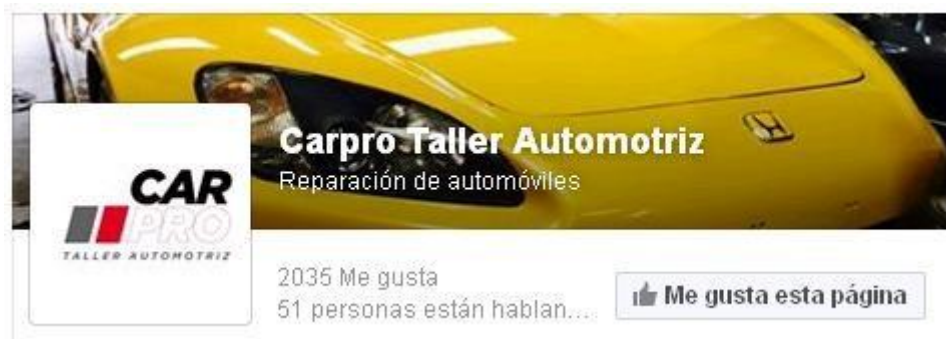 Carpro Taller Automotriz
Reparación de automóviles
CAR
PRO
TALLER AUTOMOTRIZ
2035 Me gusta
51 personas están hablan...
Me gusta esta página